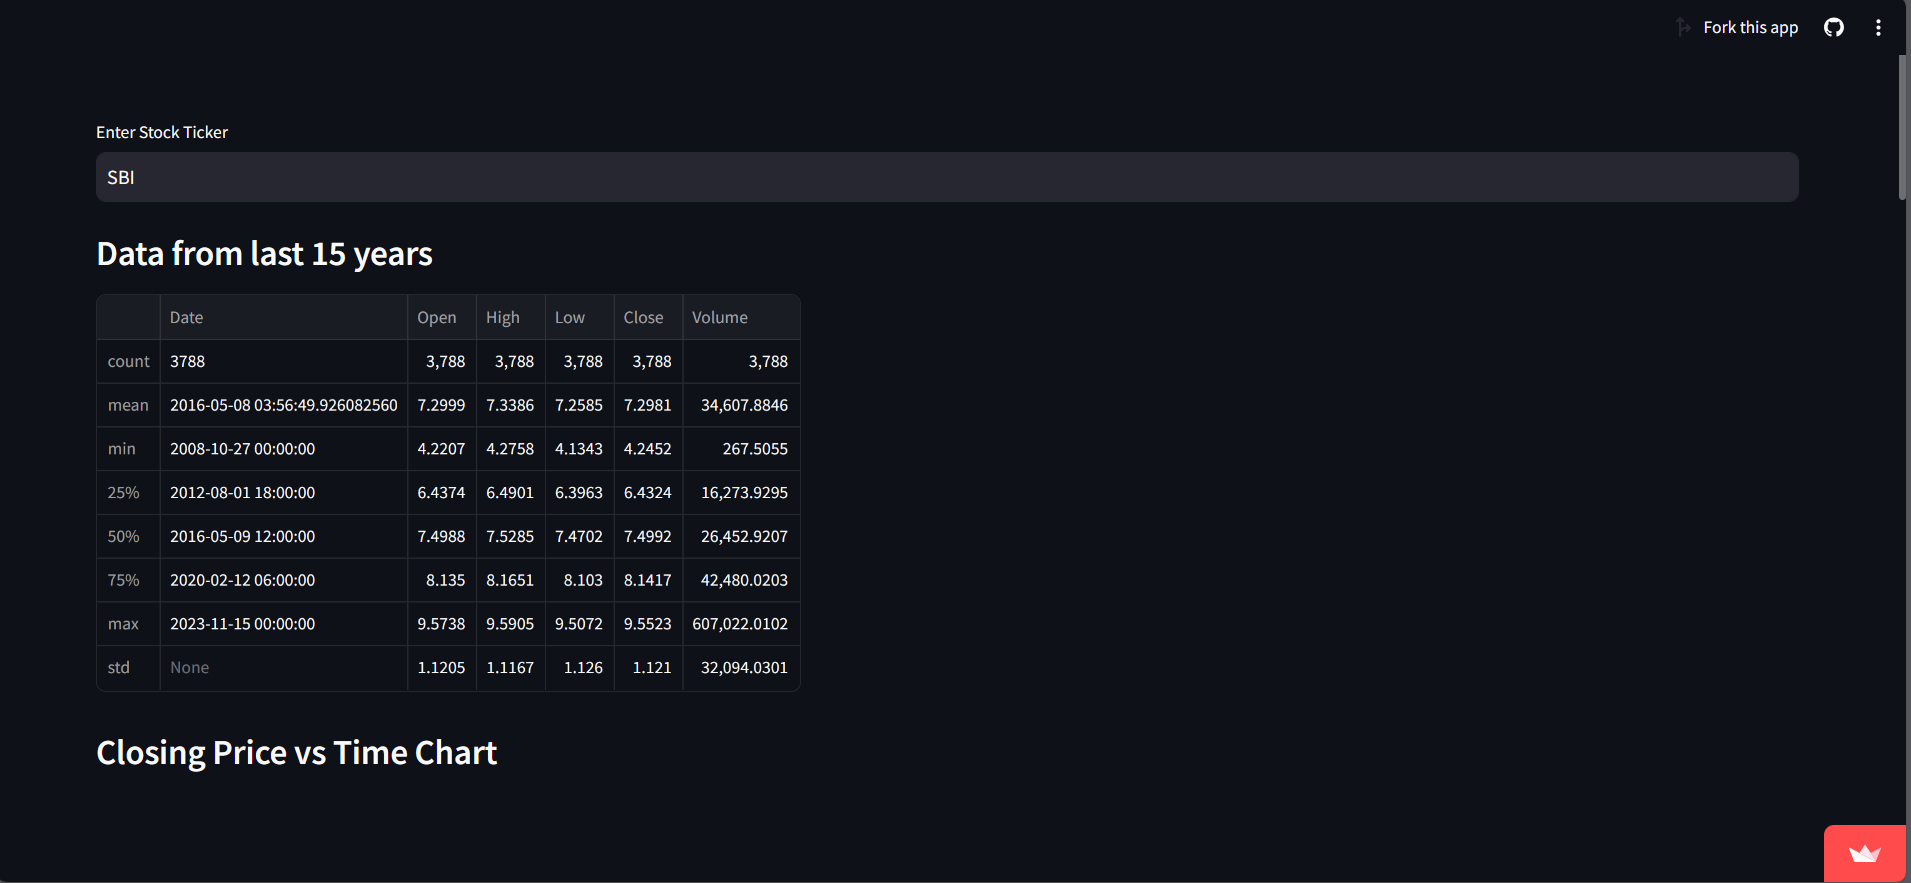 Fork this app
Enter Stock Ticker
SBI
Data from last 15 years
Date Open High Low Close Volume
count 3788 3,788 3,788 3,788 3,788 3,788
mean 2016-05-08 03:56:49.926082560 7.2999 7.3386 7.2585 7.2981 34,607.8846
min 2008-10-27 00:00:00 4.2207 4.2758 4.1343 4.2452 267.5055
25% 2012-08-01 18:00:00 6.4374 6.4901 6.3963 6.4324 16,273.9295
50% 2016-05-09 12:00:00 7.4988 7.5285 7.4702 7.4992 26,452.9207
75% 2020-02-12 06:00:00 8.135 8.1651 8.103 8.1417 42,480.0203
max 2023-11-15 00:00:00 9.5738 9.5905 9.5072 9.5523 607,022.0102
std None 1.1205 1.1167 1.126 1.121 32,094.0301
Closing Price vs Time Chart